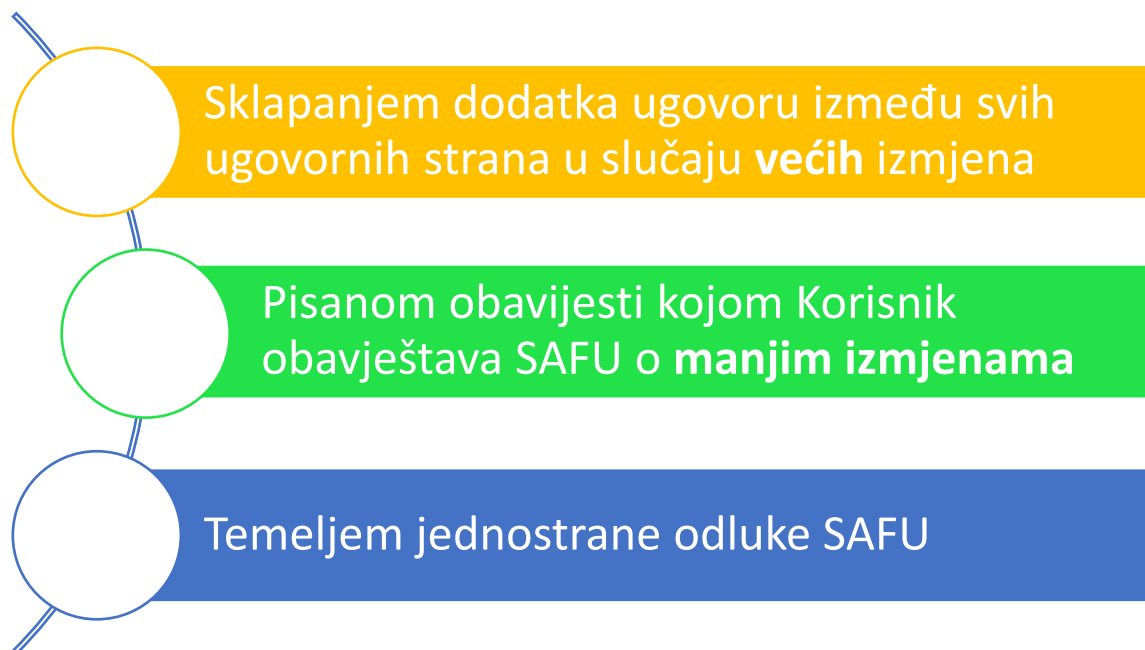 Sklapanjem dodatka ugovoru između svih
ugovornih strana u slučaju većih izmjena
Pisanom obavijesti kojom Korisnik
obavještava SAFU o manjim izmjenama
Temeljem jednostrane odluke SAFU